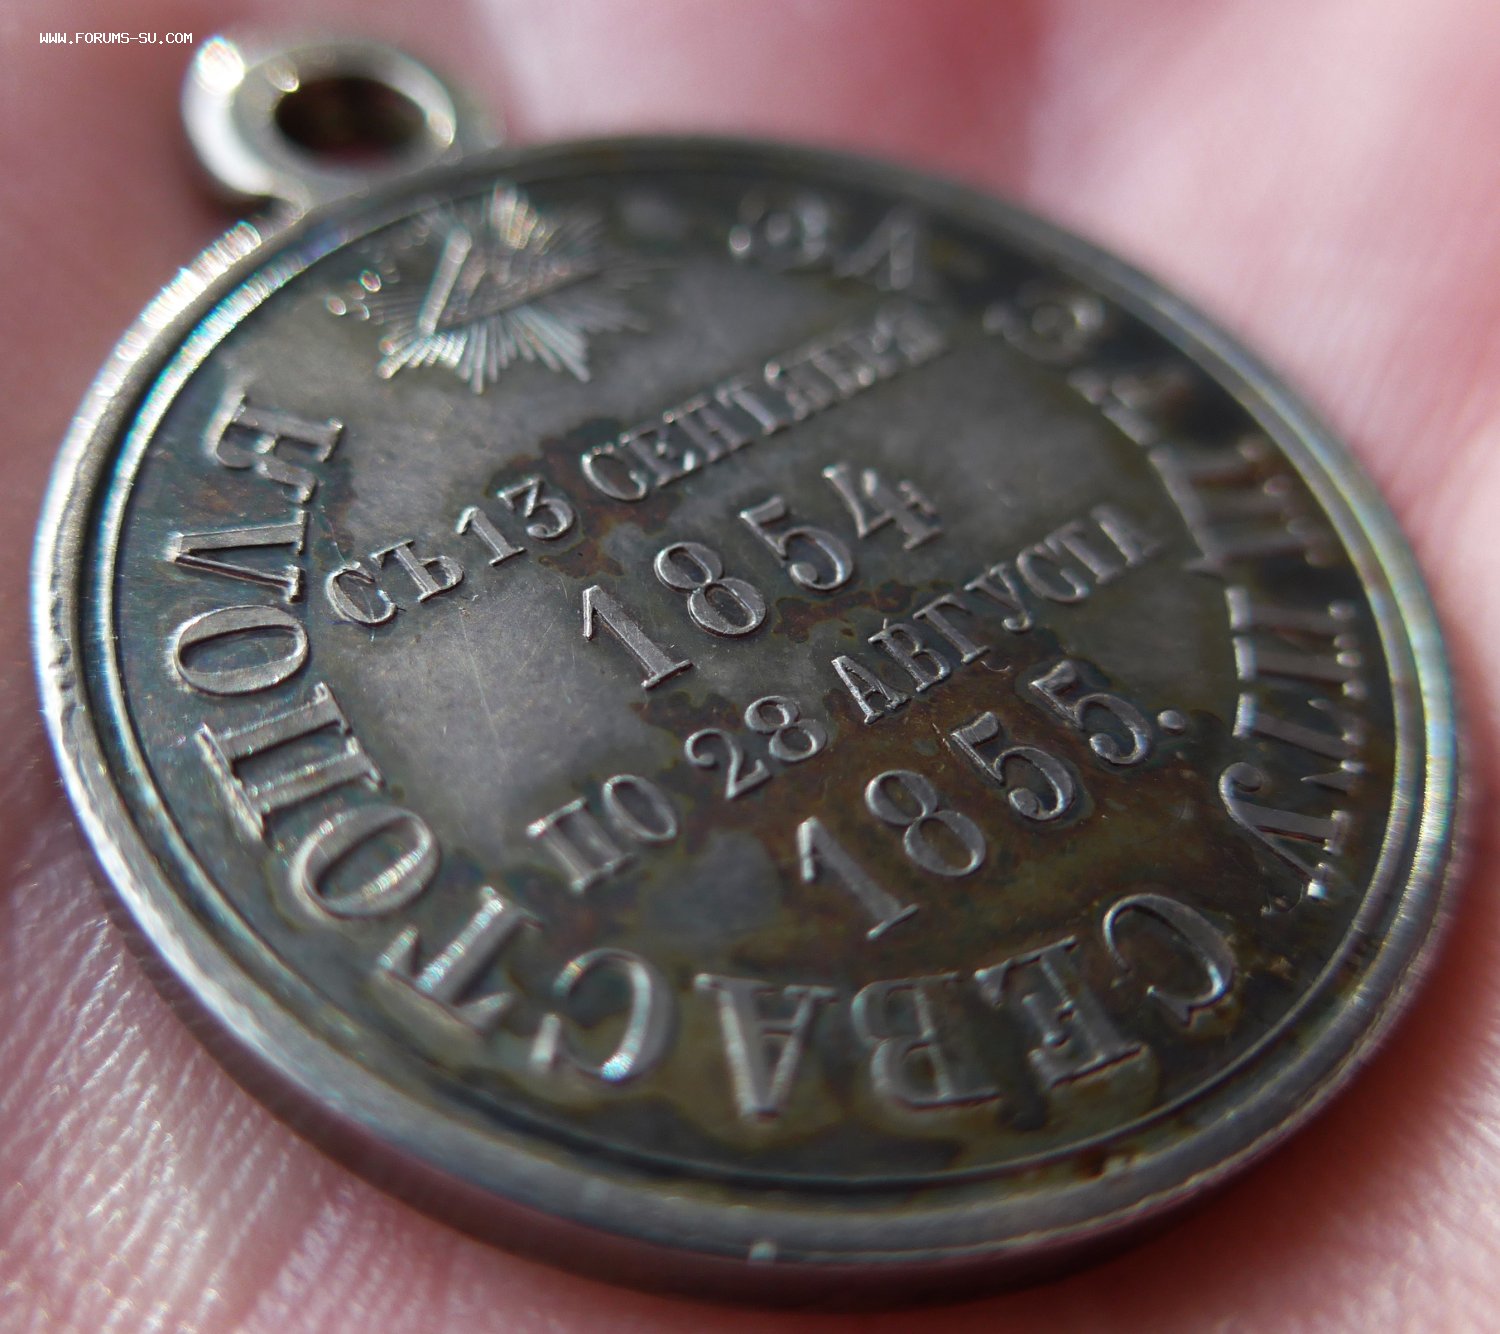 WWW.FORUMS-SU.COM
ЗА ЗАЩИТУ СЕВАСТОПОЛЯ
СЪ 13 СЕНТЯБРЯ
1854
ПО 28 АВГУСТА
1855.